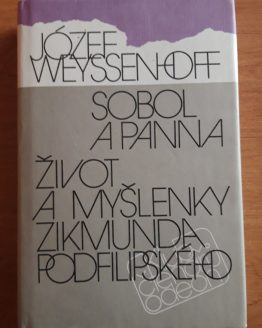 JÓZEF
WEYSSENHOFF
SOBOL
A PANNA
ŽIVOT
A MYŠLENKY
ZIKMUNDA
PODFILIPSKÉHO